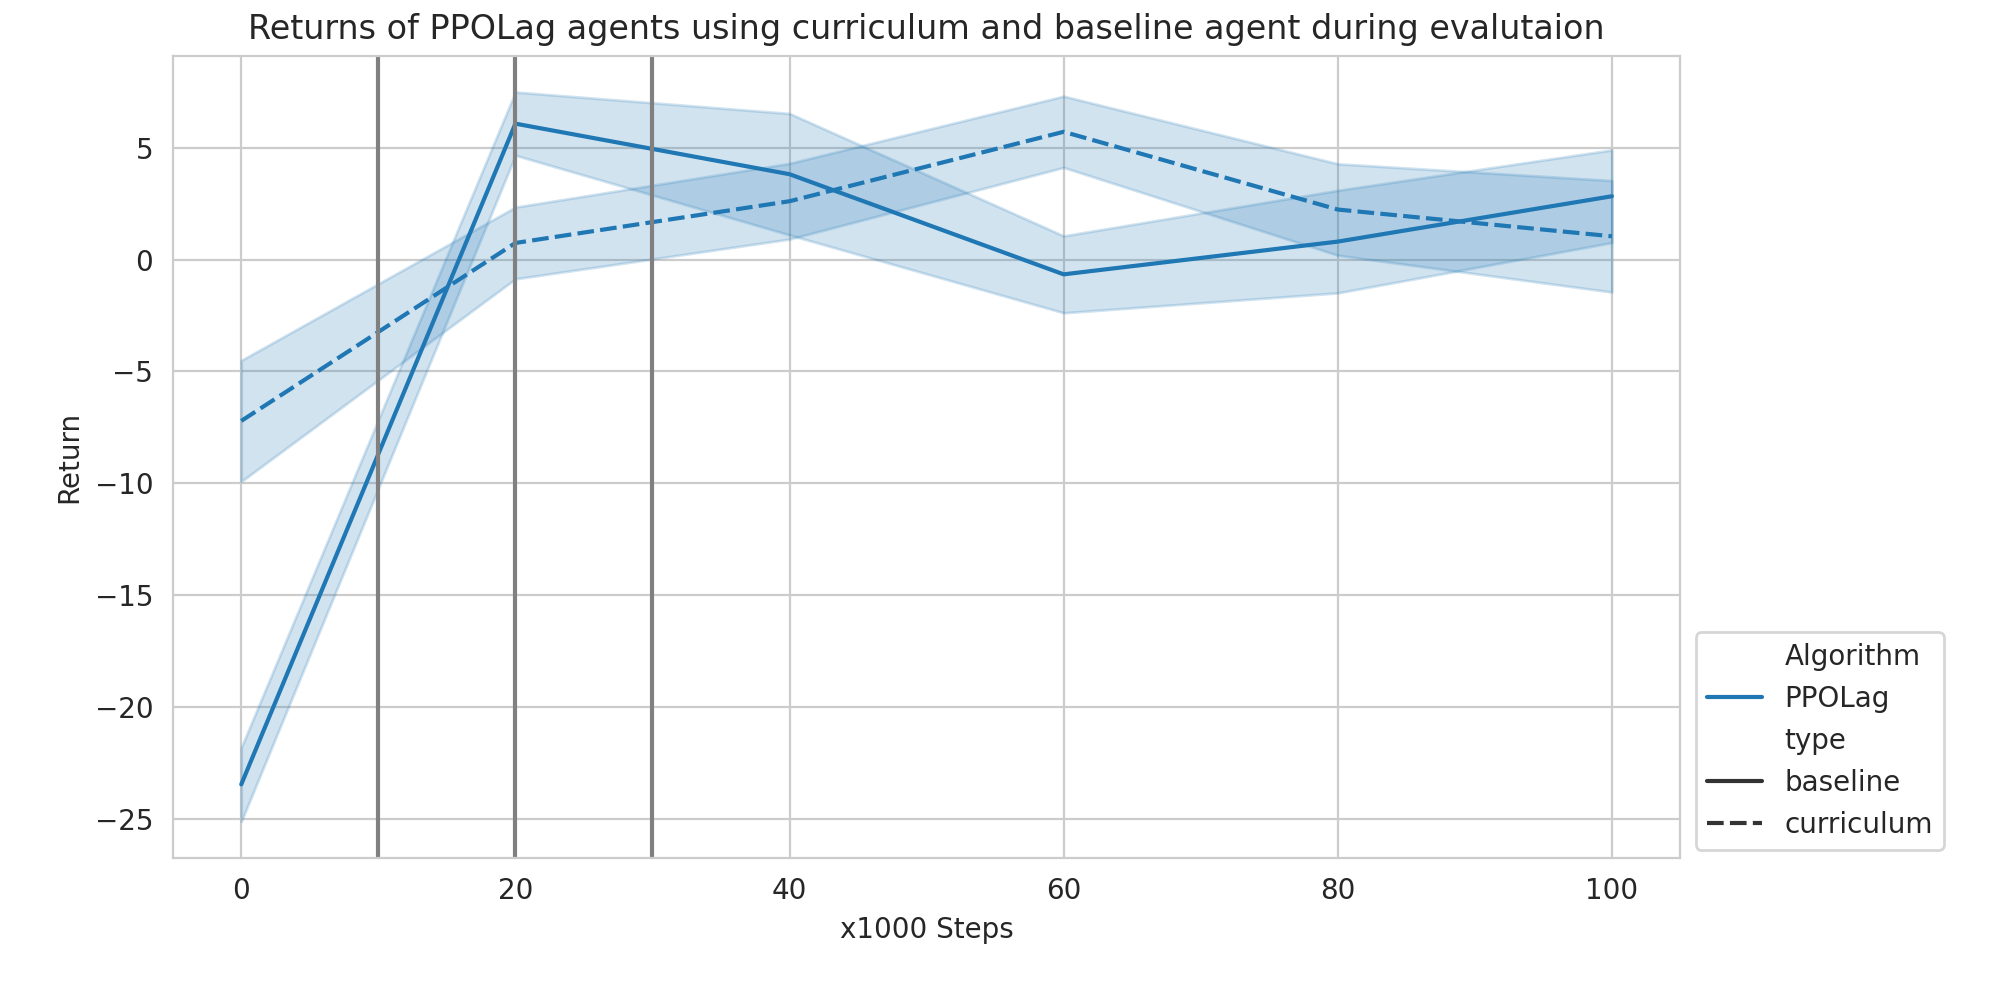 Returns of PPOLag agents using curriculum and baseline agent during evalutaion
5
0
−5
−10
−15
−20
−25
Return
0 20 40 60 80 100
x1000 Steps
Algorithm
PPOLag
type
baseline
curriculum